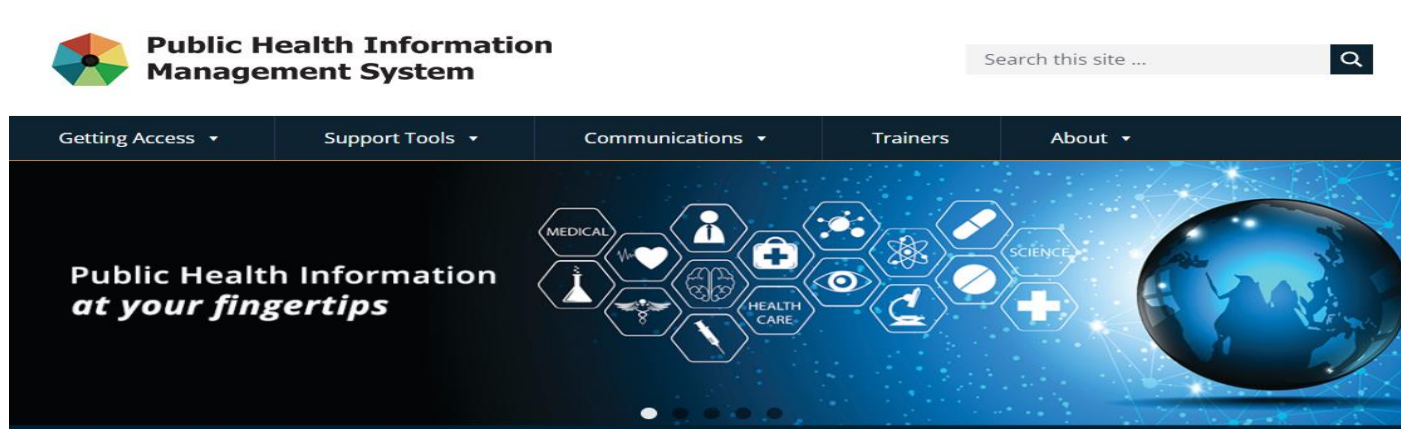 Public Health Information
Management System
Search this site ...
Getting Access
Support Tools
Communications
Trainers
About
Public Health Information
at your fingertips
MEDICAL
SCIENCE
HEALTH
CARE